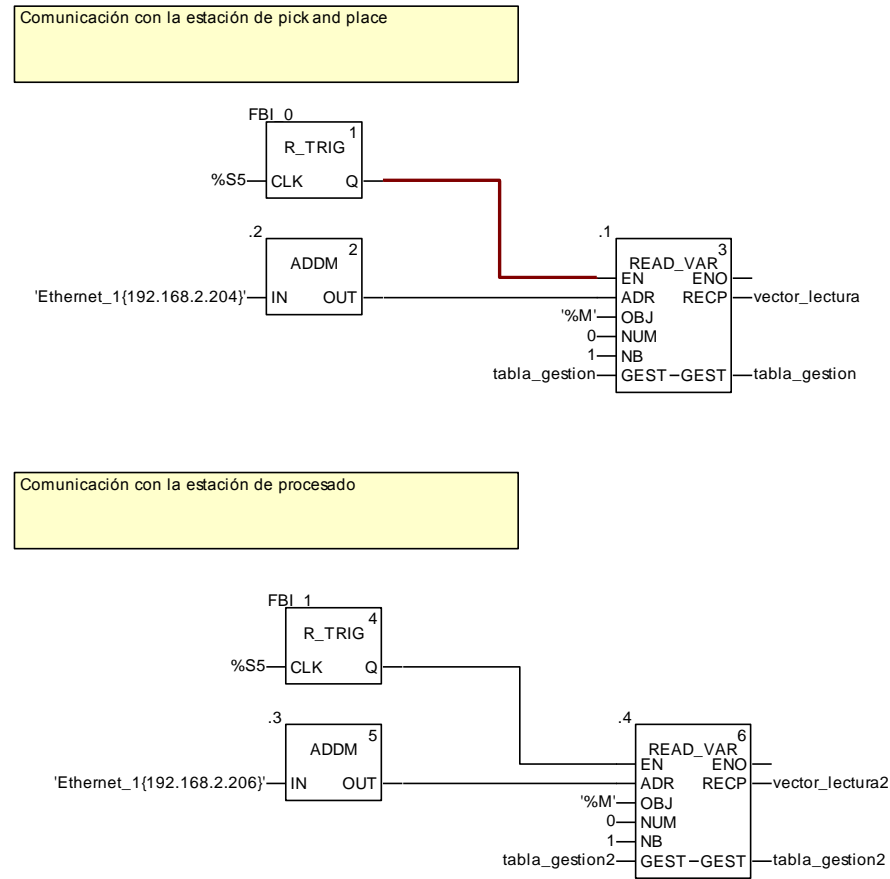 Comunicación con la estación de pick and place
FBI_0
1
R_TRIG
%S5 CLK Q
.2
2
ADDM
'Ethernet_1{192.168.2.204}' IN OUT
.1
3
READ_VAR
EN ENO
ADR RECP vector_lectura
'%M' OBJ
0 NUM
1 NB
tabla_gestion GEST GEST tabla_gestion
Comunicación con la estación de procesado
FBI_1
4
R_TRIG
%S5 CLK Q
.3
5
ADDM
'Ethernet_1{192.168.2.206}' IN OUT
.4
6
READ_VAR
EN ENO
ADR RECP vector_lectura2
'%M' OBJ
0 NUM
1 NB
tabla_gestion2 GEST GEST tabla_gestion2